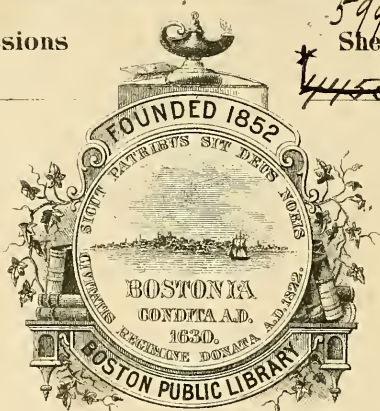 sions
She
FOUNDED 1852
SICUT PATRIBUS SIT DEUS NOBIS
BOSTONIA
CONDITA A.D.
1630.
CIVITATIS REGIMINE DONATA A.D. 1822.
BOSTON PUBLIC LIBRARY